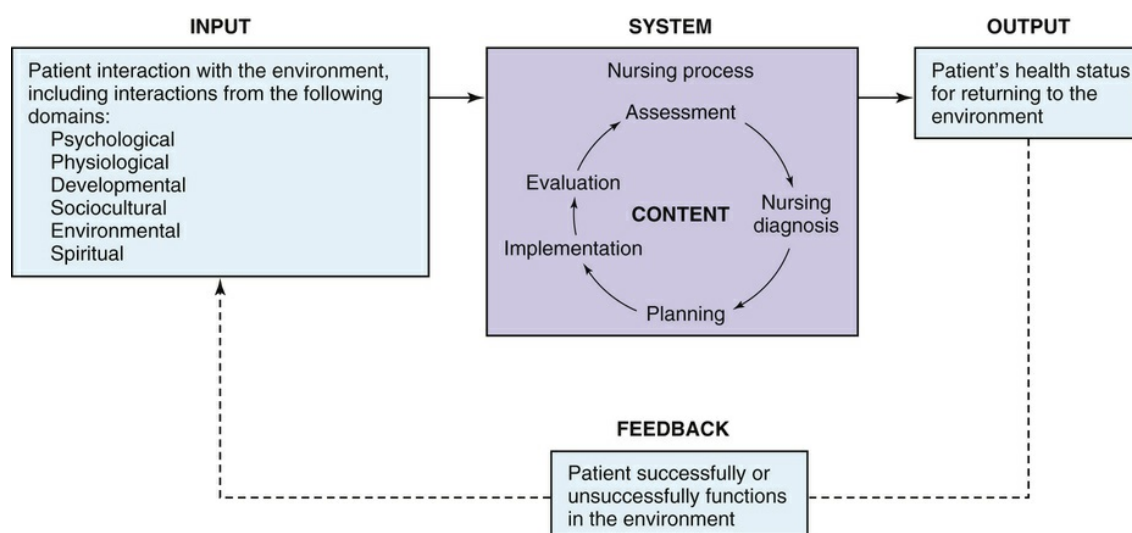 INPUT
Patient interaction with the environment,
including interactions from the following
domains:
Psychological
Physiological
Developmental
Sociocultural
Environmental
Spiritual
SYSTEM
Nursing process
Assessment
Nursing
diagnosis
Planning
Implementation
Evaluation
CONTENT
OUTPUT
Patient's health status
for returning to the
environment
FEEDBACK
Patient successfully or
unsuccessfully functions
in the environment